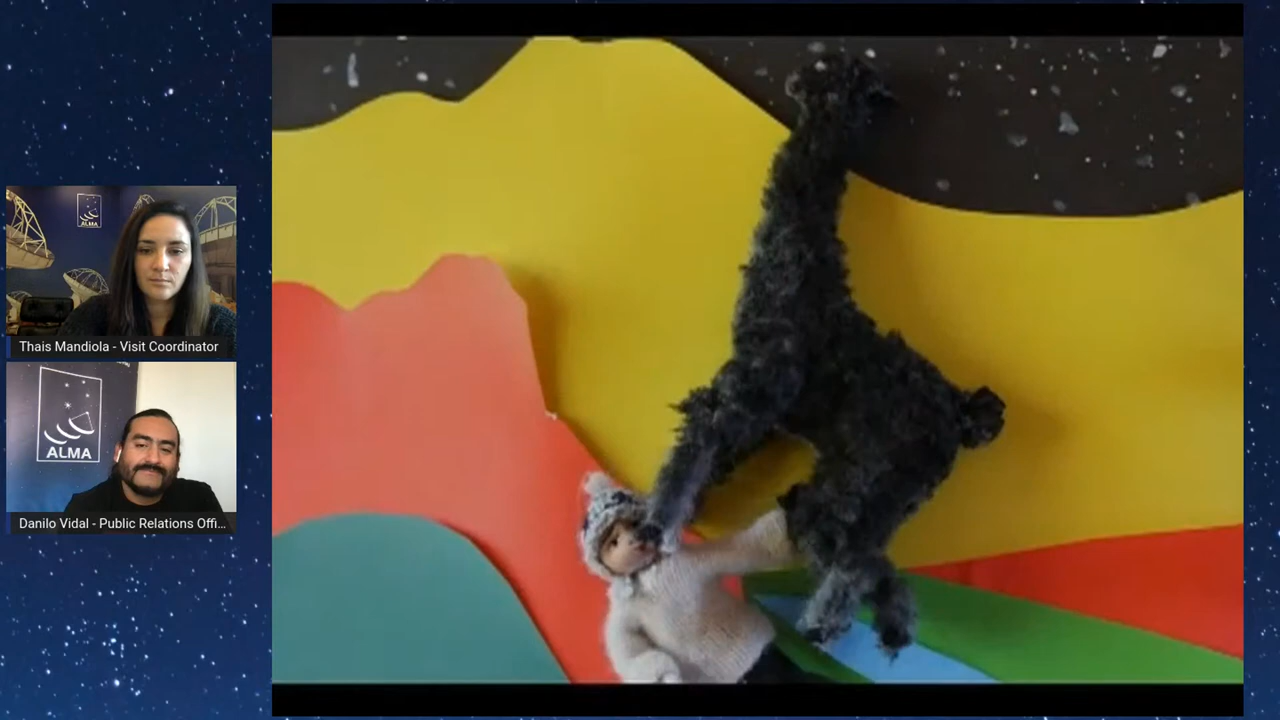 ALMA
Thais Mandiola - Visit Coordinator
ALMA
Danilo Vidal - Public Relations Offi...